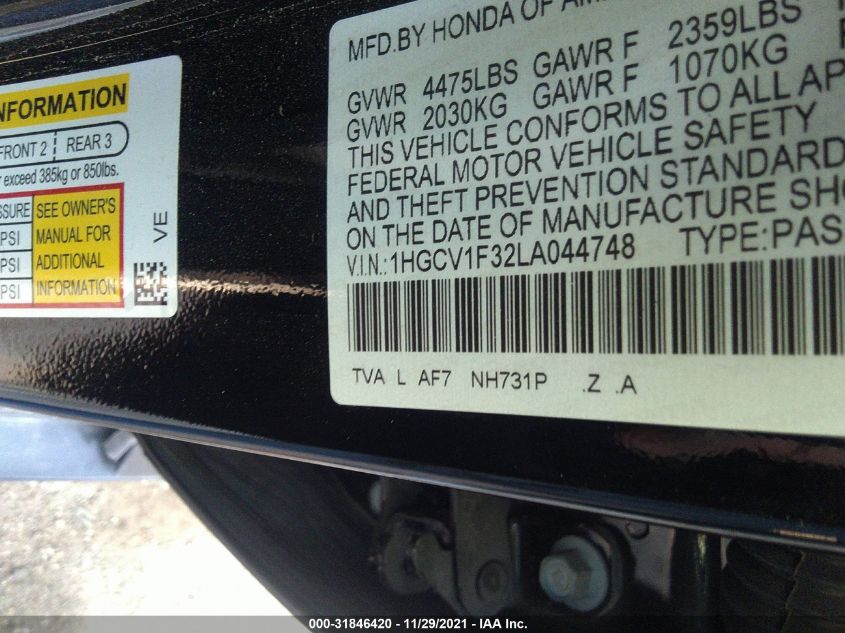 INFORMATION
FRONT 2 REAR 3
exceed 385kg or 850lbs.
SEE OWNER'S
PSI MANUAL FOR
PSI ADDITIONAL
PSI INFORMATION
VE
MFD.BY HONDA OF
GVWR 4475LBS GAWR F 2359LBS
GVWR 2030KG GAWR F 1070KG
THIS VEHICLE CONFORMS TO ALL
FEDERAL MOTOR VEHICLE SAFETY
AND THEFT PREVENTION STANDARD
ON THE DATE OF MANUFACTURE
V.I.N.:1HGCV1F32LA044748 TYPE:PAS
TVA L AF7 NH731P .Z .A
000-31846420 - 11/29/2021 - IAA Inc.